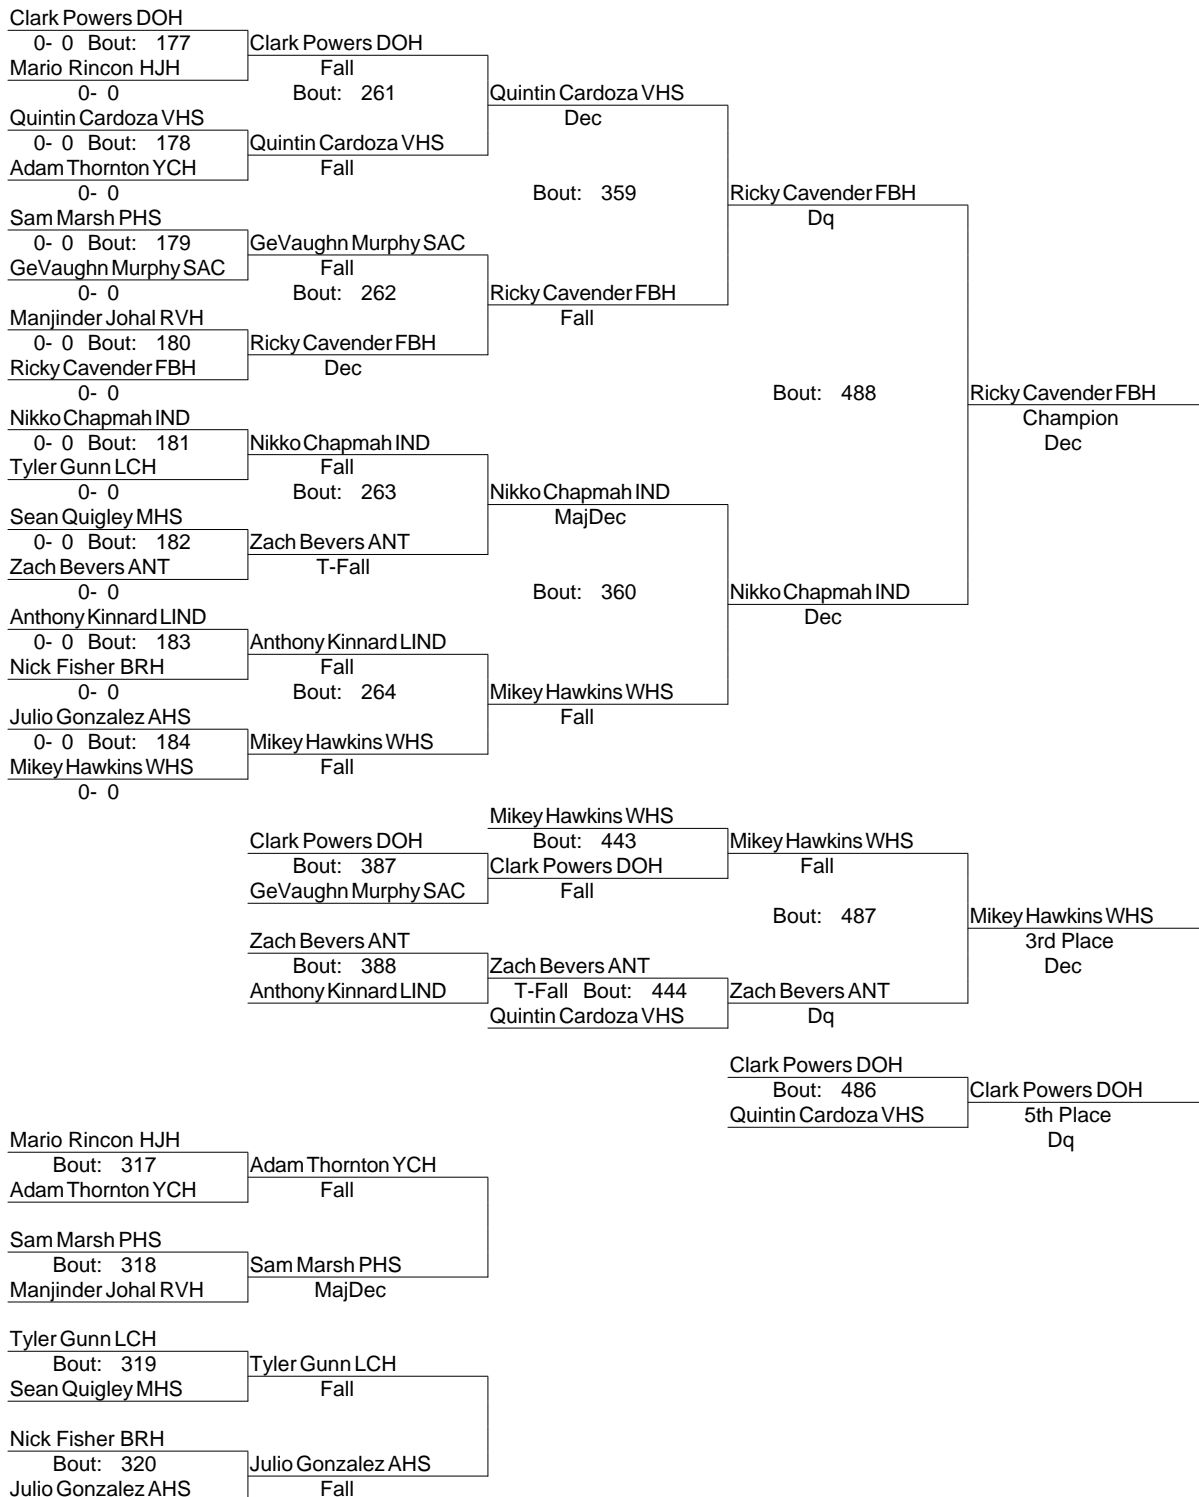 Clark Powers DOH
0- 0 Bout: 177 Clark Powers DOH
Mario Rincon HJH Fall
0- 0 Bout: 261 Quintin Cardoza VHS
Quintin Cardoza VHS Dec
0- 0 Bout: 178 Quintin Cardoza VHS
Adam Thornton YCH Fall
0- 0 Bout: 359 Ricky Cavender FBH
Sam Marsh PHS Dq
0- 0 Bout: 179 GeVaughn Murphy SAC
GeVaughn Murphy SAC Fall
0- 0 Bout: 262 Ricky Cavender FBH
Manjinder Johal RVH Fall
0- 0 Bout: 180 Ricky Cavender FBH
Ricky Cavender FBH Dec
0- 0 Bout: 488 Ricky Cavender FBH
Nikko Chapmah IND Champion
0- 0 Bout: 181 Nikko Chapmah IND Dec
Tyler Gunn LCH Fall
0- 0 Bout: 263 Nikko Chapmah IND
Sean Quigley MHS MajDec
0- 0 Bout: 182 Zach Bevers ANT
Zach Bevers ANT T-Fall
0- 0 Bout: 360 Nikko Chapmah IND
Anthony Kinnard LIND Dec
0- 0 Bout: 183 Anthony Kinnard LIND
Nick Fisher BRH Fall
0- 0 Bout: 264 Mikey Hawkins WHS
Julio Gonzalez AHS Fall
0- 0 Bout: 184 Mikey Hawkins WHS
Mikey Hawkins WHS Fall
0- 0
Mikey Hawkins WHS
Clark Powers DOH Bout: 443 Mikey Hawkins WHS
Bout: 387 Clark Powers DOH Fall
GeVaughn Murphy SAC Fall
Bout: 487 Mikey Hawkins WHS
Zach Bevers ANT 3rd Place
Bout: 388 Zach Bevers ANT Dec
Anthony Kinnard LIND T-Fall Bout: 444 Zach Bevers ANT
Quintin Cardoza VHS Dq
Clark Powers DOH
Bout: 486 Clark Powers DOH
Quintin Cardoza VHS 5th Place
Mario Rincon HJH Dq
Bout: 317 Adam Thornton YCH
Adam Thornton YCH Fall
Sam Marsh PHS
Bout: 318 Sam Marsh PHS
Manjinder Johal RVH MajDec
Tyler Gunn LCH
Bout: 319 Tyler Gunn LCH
Sean Quigley MHS Fall
Nick Fisher BRH
Bout: 320 Julio Gonzalez AHS
Julio Gonzalez AHS Fall